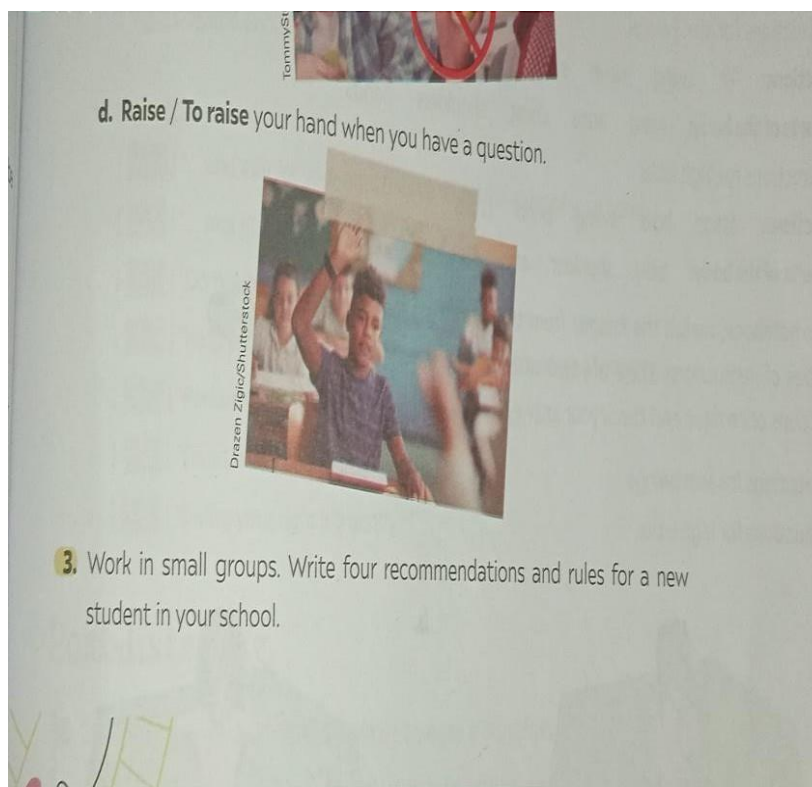 TommySt
d. Raise / To raise your hand when you have a question.
Drazen Zigic/Shutterstock
3. Work in small groups. Write four recommendations and rules for a new
student in your school.